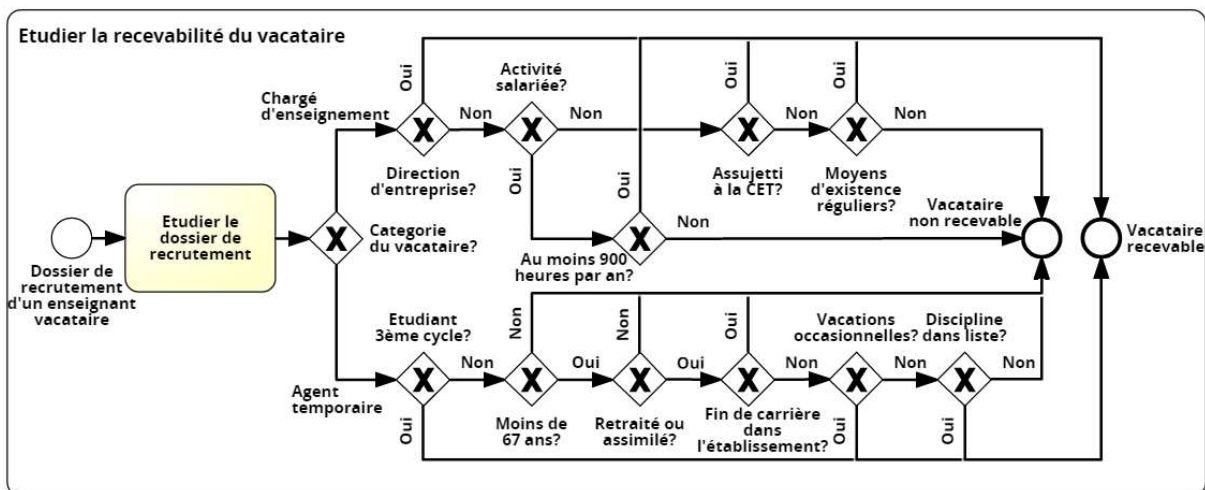 Etudier la recevabilité du vacataire
Oui
Activité
salariée?
Oui
Oui
Oui
Chargé
d'enseignement
Non
Non
Non
Non
Direction
d'entreprise?
Oui
Assujetti
à la CET?
Moyens
d'existence
réguliers?
Etudier le
dossier de
recrutement
Categorie
du vacataire?
Non
Vacataire
non recevable
Vacataire
recevable
Dossier de
recrutement
d'un enseignant
vacataire
Au moins 900
heures par an?
Etudiant
3ème cycle?
Non
Non
Oui
Vacations
occasionnelles?
Discipline
dans liste?
Non
Oui
Oui
Non
Non
Non
Agent
temporaire
Oui
Moins de
67 ans?
Retraité ou
assimilé?
Fin de carrière
dans
l'établissement?
Oui
Oui